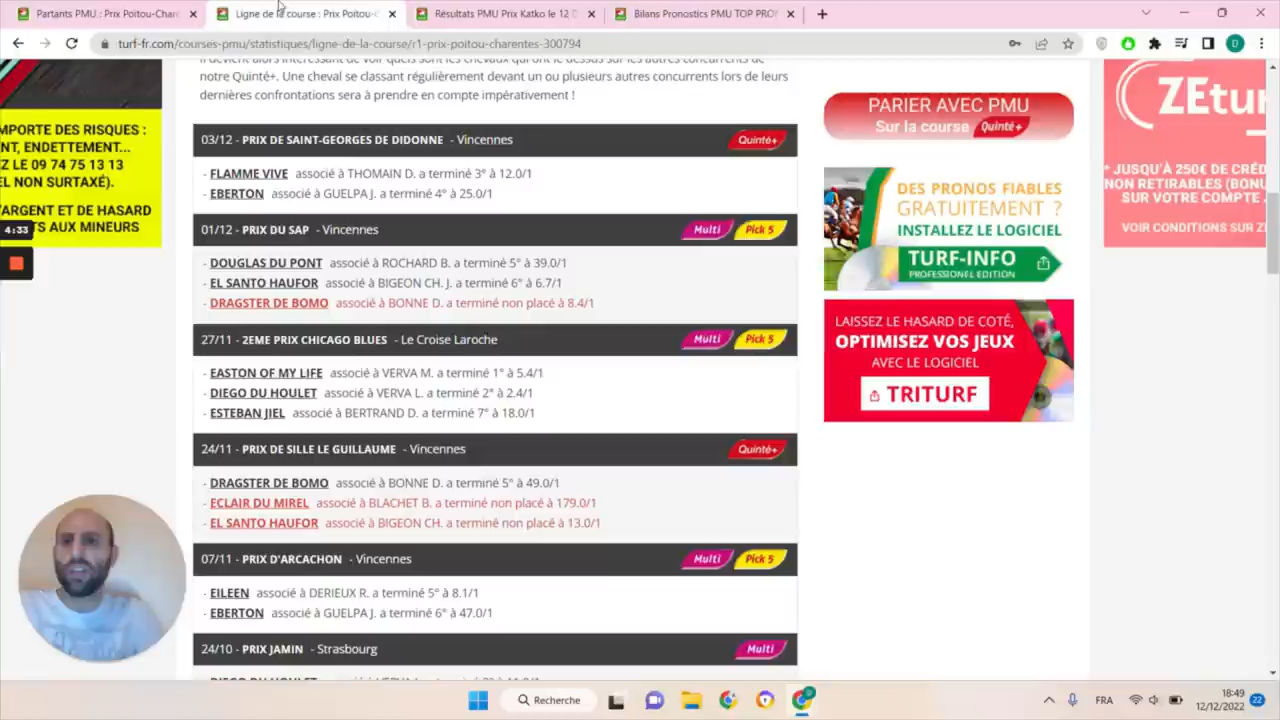 Partants PMU : Prix Poitou-Chare
Ligne de la course : Prix Poitou-C
Résultats PMU Prix Katko le 12 D
Bilans Pronostics PMU TOP PRO
turf-fr.com/courses-pmu/statistiques/ligne-de-la-course/r1-prix-poitou-charentes-300794
notre Quinté+. Une cheval se classant régulièrement devant un ou plusieurs autres concurrents lors de leurs
dernières confrontations sera à prendre en compte impérativement !
MPORTE DES RISQUES :
NT, ENDETTEMENT...
Z LE 09 74 75 13 13
EL NON SURTAXÉ).
'ARGENT ET DE HASARD
TS AUX MINEURS
4:33
03/12 - PRIX DE SAINT-GEORGES DE DIDONNE - Vincennes Quinté+
- FLAMME VIVE associé à THOMAIN D. a terminé 3° à 12.0/1
- EBERTON associé à GUELPA J. a terminé 4° à 25.0/1
01/12 - PRIX DU SAP - Vincennes Multi Pick 5
- DOUGLAS DU PONT associé à ROCHARD B. a terminé 5° à 39.0/1
- EL SANTO HAUFOR associé à BIGEON CH. J. a terminé 6° à 6.7/1
- DRAGSTER DE BOMO associé à BONNE D. a terminé non placé à 8.4/1
27/11 - 2EME PRIX CHICAGO BLUES - Le Croise Laroche Multi Pick 5
- EASTON OF MY LIFE associé à VERVA M. a terminé 1° à 5.4/1
- DIEGO DU HOULET associé à VERVA L. a terminé 2° à 2.4/1
- ESTEBAN JIEL associé à BERTRAND D. a terminé 7° à 18.0/1
24/11 - PRIX DE SILLE LE GUILLAUME - Vincennes Quinté+
- DRAGSTER DE BOMO associé à BONNE D. a terminé 5° à 49.0/1
- ECLAIR DU MIREL associé à BLACHET B. a terminé non placé à 179.0/1
- EL SANTO HAUFOR associé à BIGEON CH. a terminé non placé à 13.0/1
07/11 - PRIX D'ARCACHON - Vincennes Multi Pick 5
- EILEEN associé à DERIEUX R. a terminé 5° à 8.1/1
- EBERTON associé à GUELPA J. a terminé 6° à 47.0/1
24/10 - PRIX JAMIN - Strasbourg Multi
PARIER AVEC PMU
Sur la course Quinté+
DES PRONOS FIABLES
GRATUITEMENT ?
INSTALLEZ LE LOGICIEL
TURF-INFO
PROFESSIONEL EDITION
LAISSEZ LE HASARD DE COTÉ,
OPTIMISEZ VOS JEUX
AVEC LE LOGICIEL
TRITURF
ZEtur
* JUSQU'À 250€ DE CRÉD
NON RETIRABLES (BONU
SUR VOTRE COMPTE .
VOIR CONDITIONS SUR ZE
Recherche
FRA
18:49
12/12/2022
22